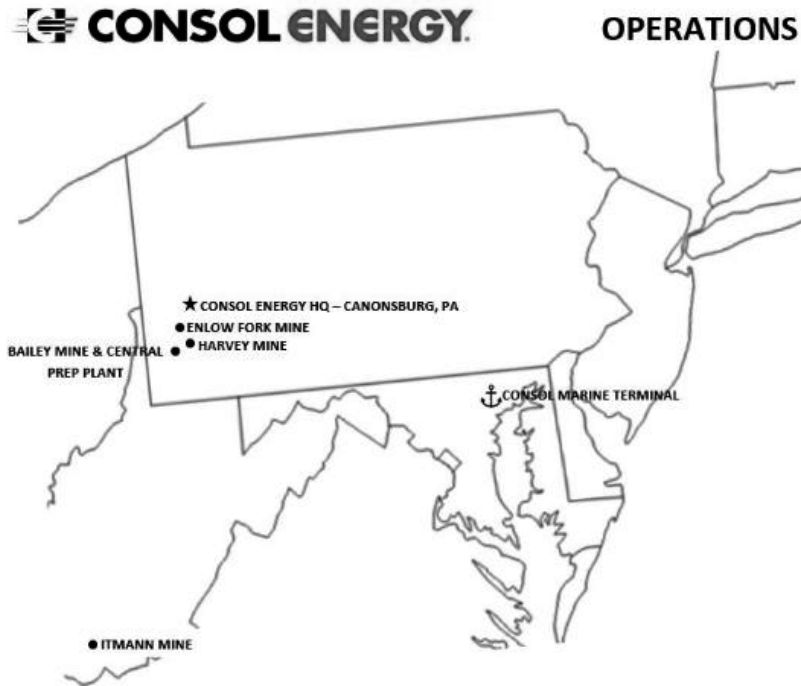 CONSOL ENERGY.
OPERATIONS
CONSOL ENERGY HQ – CANONSBURG, PA
ENLOW FORK MINE
HARVEY MINE
BAILEY MINE & CENTRAL
PREP PLANT
CONSOL MARINE TERMINAL
ITMANN MINE